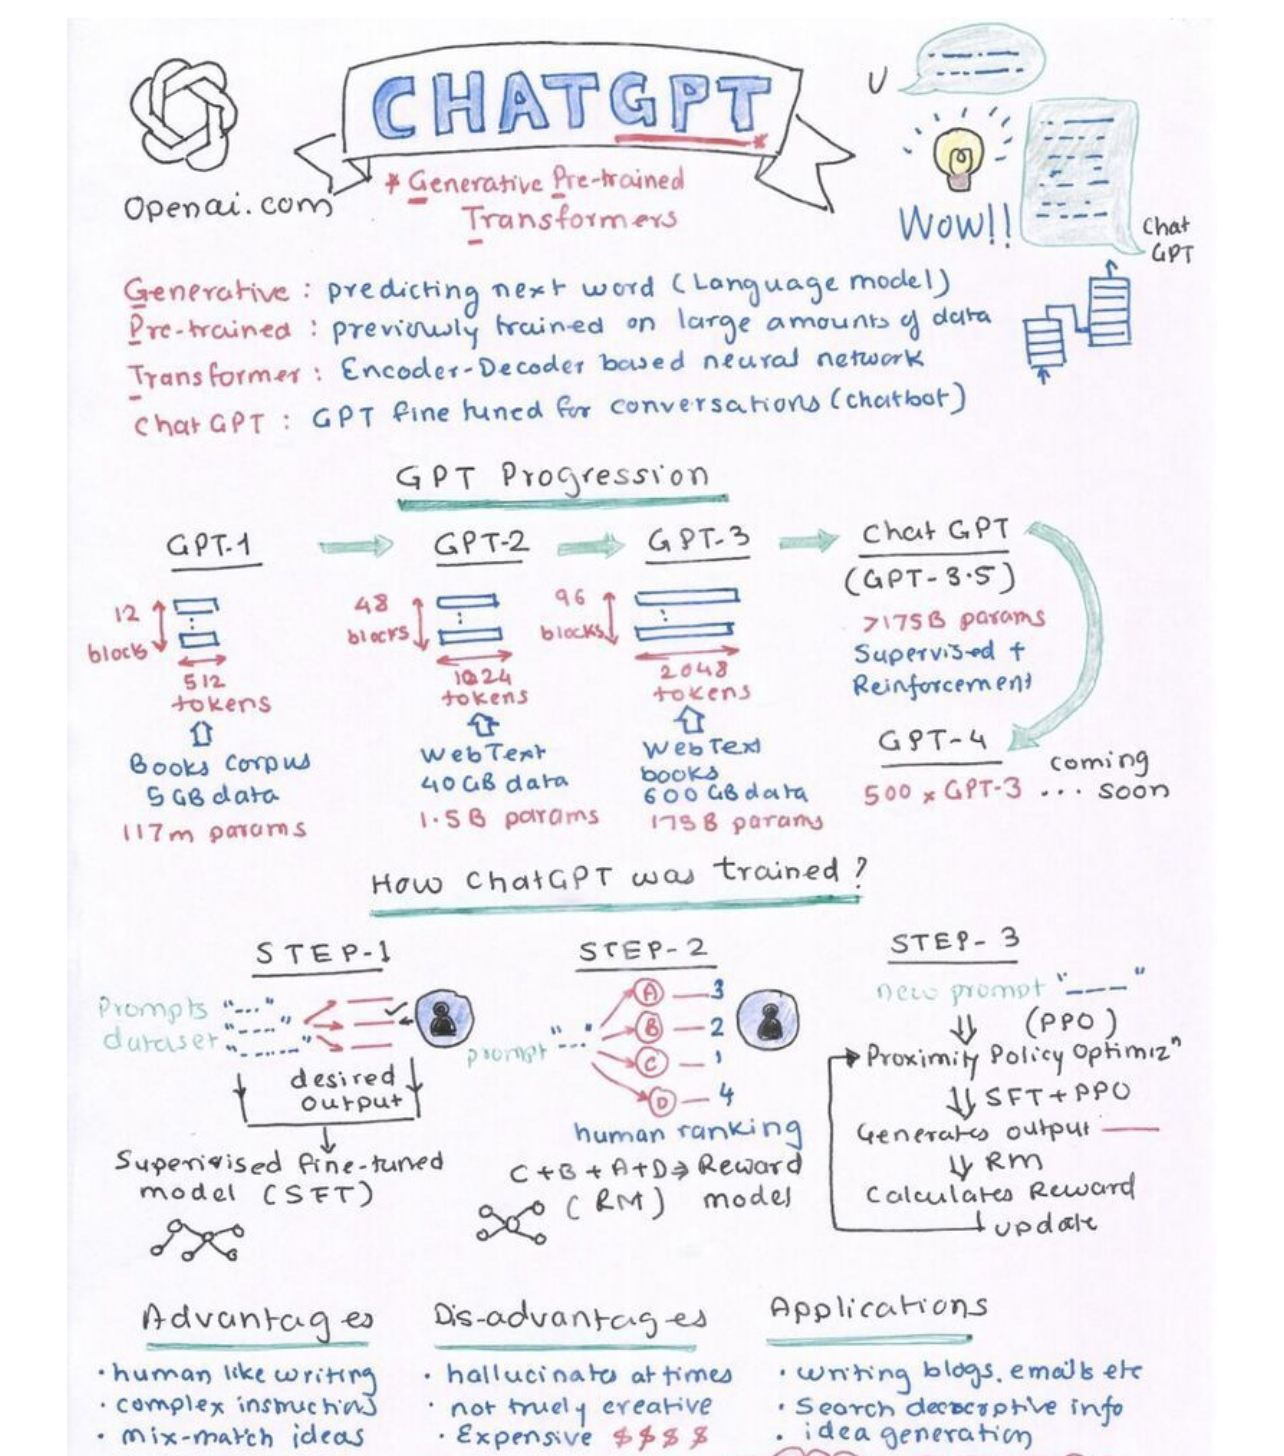 CHATGPT
U
Openai.com
* Generative Pre-trained
Transformers
WOW!!
Chat
GPT
Generative : predicting next word (Language model)
Pre-trained : previously trained on large amounts of data
Transformer : Encoder-Decoder based neural network
Chat GPT : GPT fine tuned for conversations (chatbot)
GPT Progression
GPT-1
12
blocks
512
tokens
Books Corpus
5 GB data
117m params
GPT-2
48
blocks
1024
tokens
WebText
40 GB data
1.5 B params
GPT-3
96
blocks
2048
tokens
WebText
books
600 GB data
175 B params
Chat GPT
(GPT-3.5)
>175B params
Supervised +
Reinforcement
GPT-4
500 x GPT-3 ... coming
soon
How ChatGPT was trained ?
STEP-1
Prompts "---"
dataset "----"
"------"
desired
output
Supervised fine-tuned
model (SFT)
STEP-2
prompt "---"
A — 3
B — 2
C — 1
D — 4
human ranking
C+B+A+D → Reward
(RM) model
STEP-3
new prompt "----"
(PPO)
Proximity Policy Optimizn
SFT+PPO
Generates output
RM
Calculates Reward
update
Advantages
• human like writing
• complex instructions
• mix-match ideas
Dis-advantages
• hallucinates at times
• not truely creative
• Expensive $$$$
Applications
• writing blogs, emails etc
• Search info
• idea generation